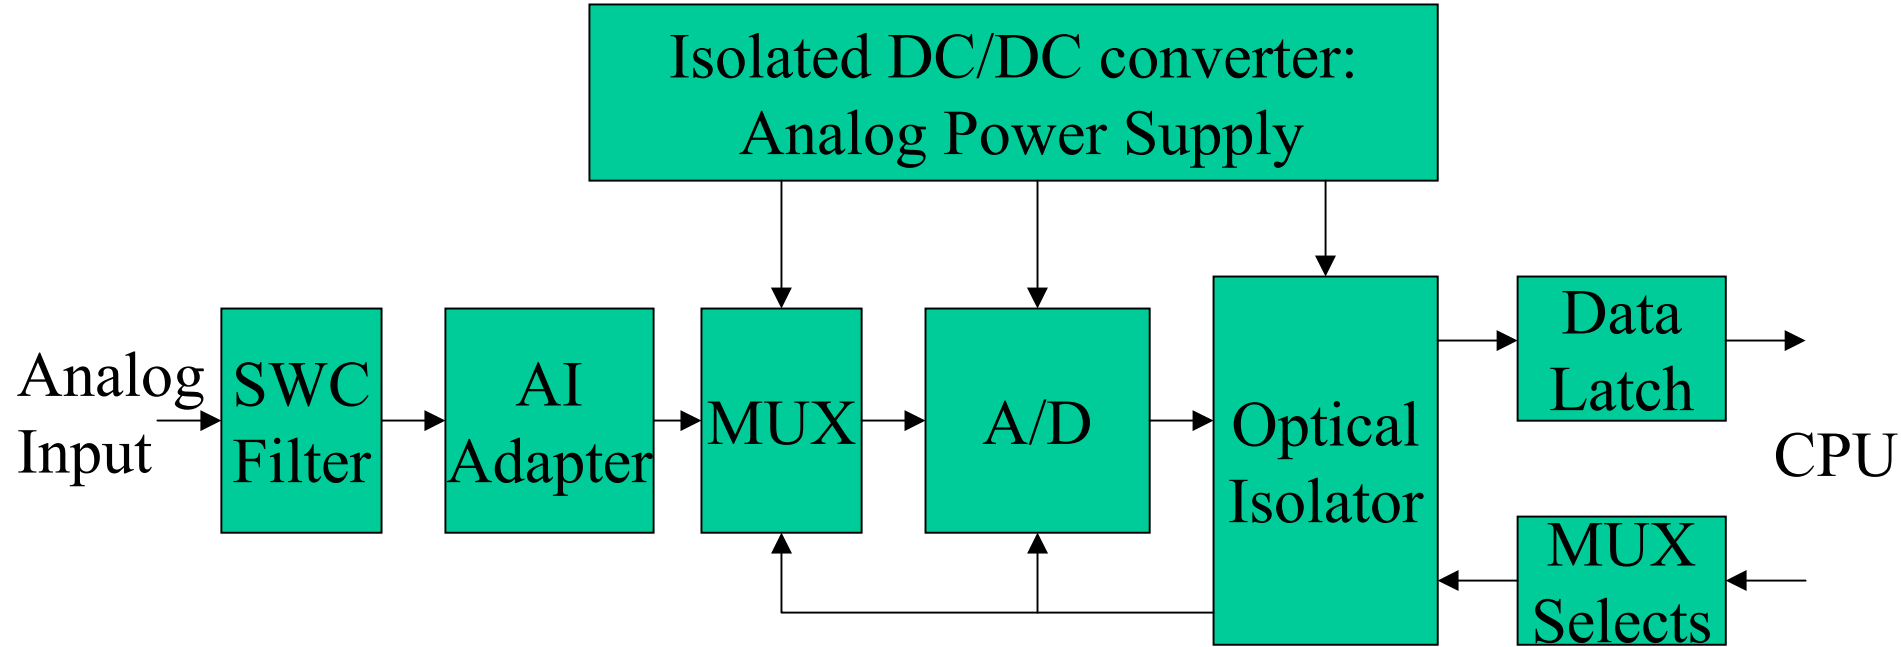 Isolated DC/DC converter:
Analog Power Supply
Analog
Input
SWC
Filter
AI
Adapter
MUX
A/D
Optical
Isolator
Data
Latch
CPU
MUX
Selects